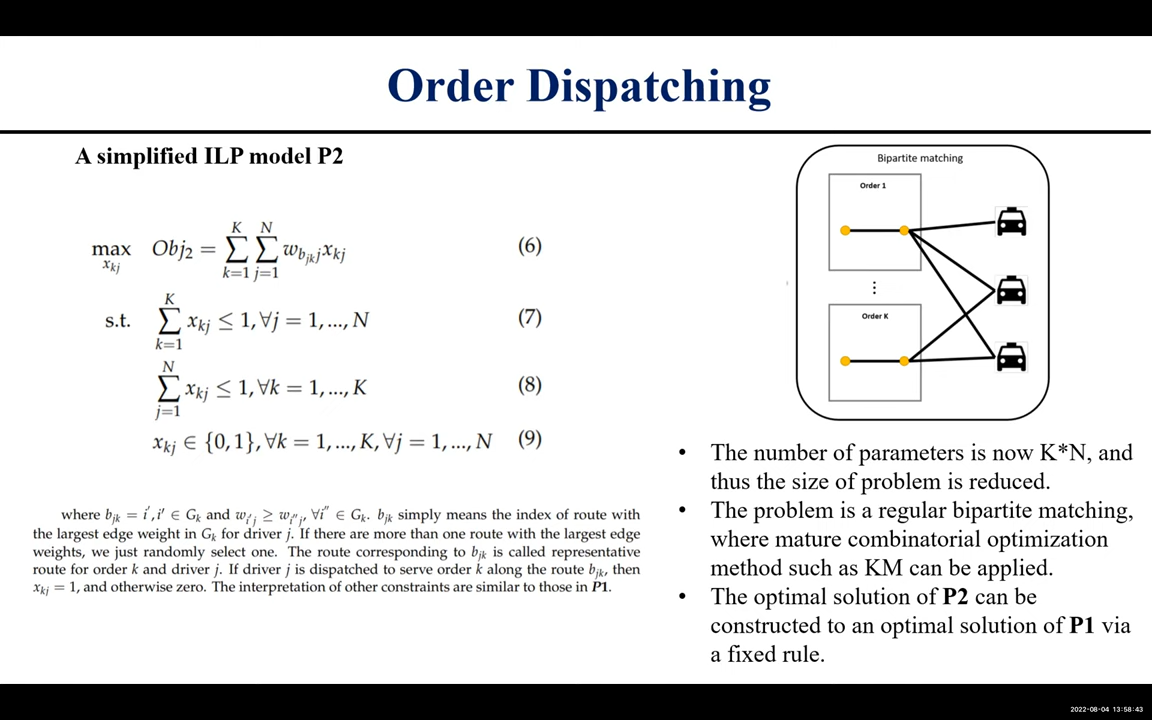 Order Dispatching
A simplified ILP model P2
max_{x_{kj}} Obj_2 = \sum_{k=1}^{K} \sum_{j=1}^{N} w_{b_{jk}j} x_{kj} (6)
s.t. \sum_{k=1}^{K} x_{kj} ≤ 1, ∀j = 1, ..., N (7)
\sum_{j=1}^{N} x_{kj} ≤ 1, ∀k = 1, ..., K (8)
x_{kj} ∈ {0, 1}, ∀k = 1, ..., K, ∀j = 1, ..., N (9)
where b_{jk} = i', i' ∈ G_k and w_{i'j} ≥ w_{i''j}, ∀i'' ∈ G_k. b_{jk} simply means the index of route with
the largest edge weight in G_k for driver j. If there are more than one route with the largest edge
weights, we just randomly select one. The route corresponding to b_{jk} is called representative
route for order k and driver j. If driver j is dispatched to serve order k along the route b_{jk}, then
x_{kj} = 1, and otherwise zero. The interpretation of other constraints are similar to those in P1.
Bipartite matching
Order 1
⋮
Order K
• The number of parameters is now K*N, and
thus the size of problem is reduced.
• The problem is a regular bipartite matching,
where mature combinatorial optimization
method such as KM can be applied.
• The optimal solution of P2 can be
constructed to an optimal solution of P1 via
a fixed rule.
2022-08-04 13:58:43